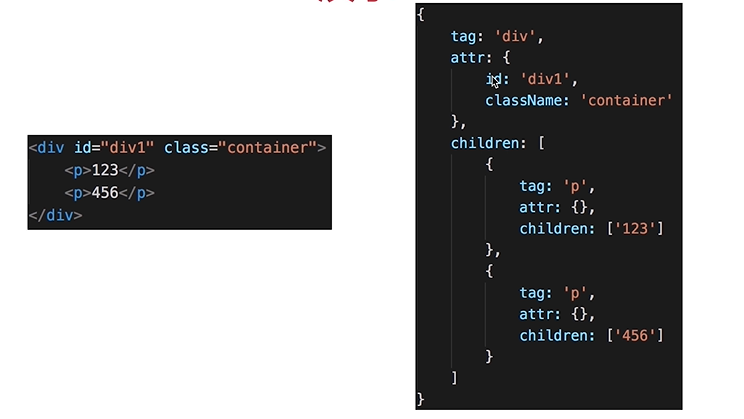 <div id="div1" class="container">
    <p>123</p>
    <p>456</p>
</div>
{
    tag: 'div',
    attr: {
        id: 'div1',
        className: 'container'
    },
    children: [
        {
            tag: 'p',
            attr: {},
            children: ['123']
        },
        {
            tag: 'p',
            attr: {},
            children: ['456']
        }
    ]
}